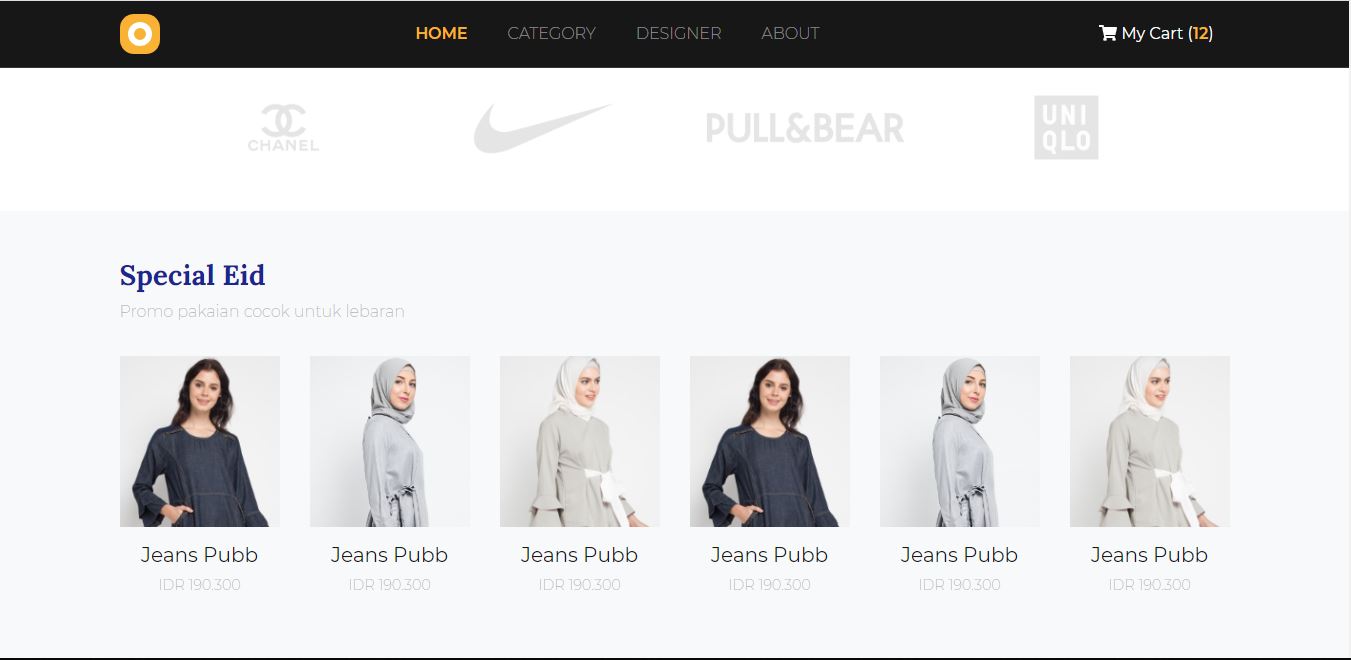 HOME CATEGORY DESIGNER ABOUT My Cart (12)
CHANEL PULL&BEAR UNI
QLO
Special Eid
Promo pakaian cocok untuk lebaran
Jeans Pubb Jeans Pubb Jeans Pubb Jeans Pubb Jeans Pubb Jeans Pubb
IDR 190.300 IDR 190.300 IDR 190.300 IDR 190.300 IDR 190.300 IDR 190.300